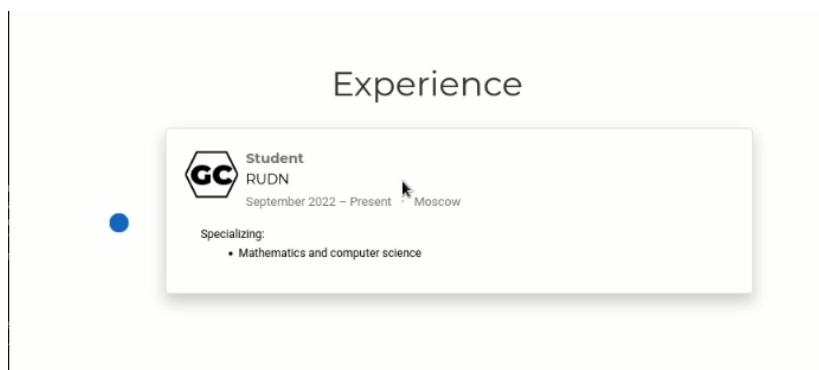 Experience
GC
Student
RUDN
September 2022 – Present · Moscow
Specializing:
• Mathematics and computer science